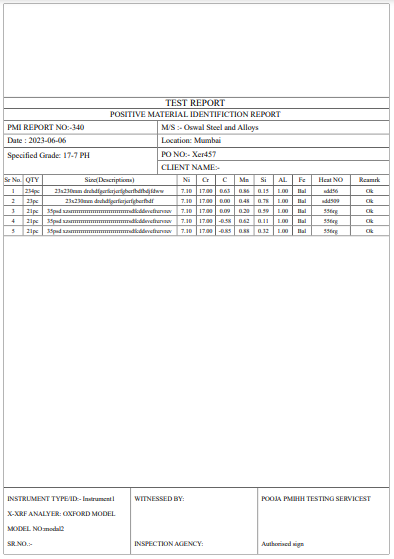 TEST REPORT
POSITIVE MATERIAL IDENTIFICTION REPORT
PMI REPORT NO:-340 M/S :- Oswal Steel and Alloys
Date : 2023-06-06 Location: Mumbai
Specified Grade: 17-7 PH PO NO:- Xer457
CLIENT NAME:-
Sr No. QTY Size(Descriptions) Ni Cr C Mn Si AL Fe Heat NO Reamrk
1 234pc 23x230mm 7.10 17.00 0.63 0.86 0.15 1.00 Bal sdd56 Ok
2 23pc 23x230mm 7.10 17.00 0.00 0.48 0.78 1.00 Bal sdd509 Ok
3 21pc 35psd 7.10 17.00 0.09 0.20 0.59 1.00 Bal 556rg Ok
4 21pc 35psd 7.10 17.00 -0.58 0.62 0.11 1.00 Bal 556rg Ok
5 21pc 35psd 7.10 17.00 -0.85 0.88 0.32 1.00 Bal 556rg Ok
INSTRUMENT TYPE/ID:- Instrument1 WITNESSED BY: POOJA PMIHH TESTING SERVICEST
X-XRF ANALYER: OXFORD MODEL
MODEL NO:modal2
SR.NO.:- INSPECTION AGENCY: Authorised sign